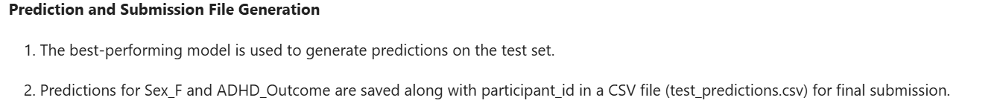 Prediction and Submission File Generation
1. The best-performing model is used to generate predictions on the test set.
2. Predictions for Sex_F and ADHD_Outcome are saved along with participant_id in a CSV file (test_predictions.csv) for final submission.